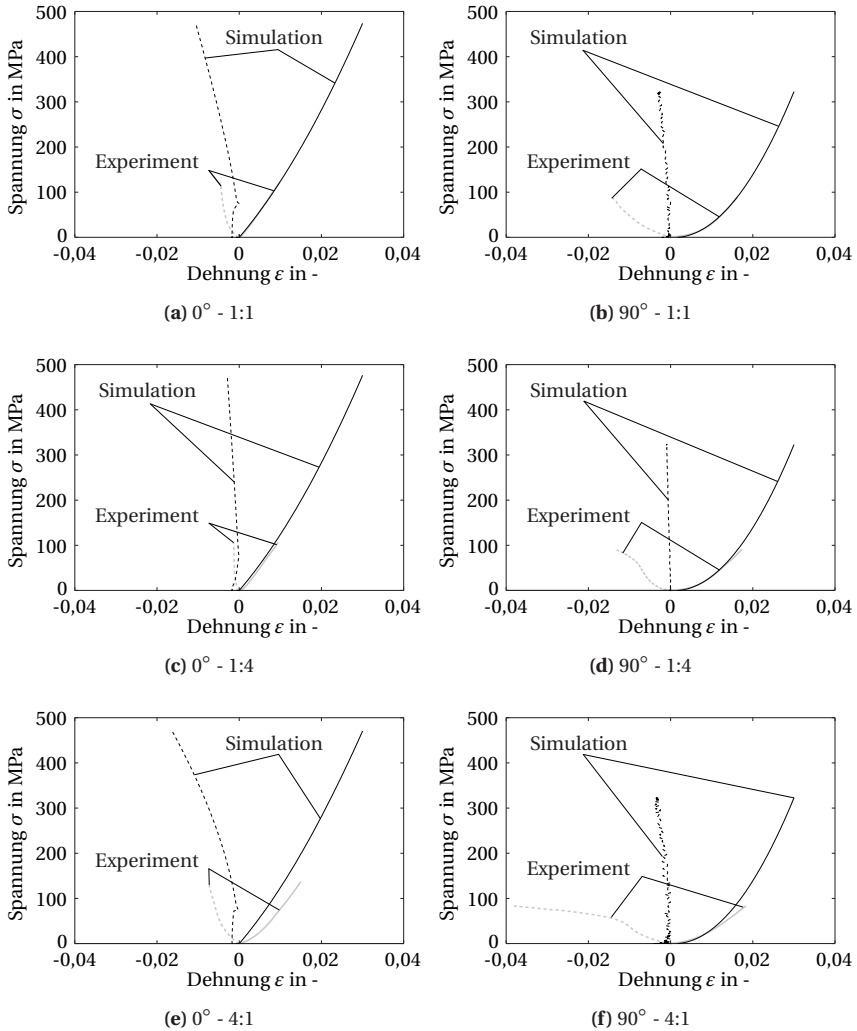 500
400
300
200
100
0
Spannung σ in MPa
Simulation
Experiment
-0,04 -0,02 0 0,02 0,04
Dehnung ε in -
(a) 0° - 1:1
500
400
300
200
100
0
Spannung σ in MPa
Simulation
Experiment
-0,04 -0,02 0 0,02 0,04
Dehnung ε in -
(b) 90° - 1:1
500
400
300
200
100
0
Spannung σ in MPa
Simulation
Experiment
-0,04 -0,02 0 0,02 0,04
Dehnung ε in -
(c) 0° - 1:4
500
400
300
200
100
0
Spannung σ in MPa
Simulation
Experiment
-0,04 -0,02 0 0,02 0,04
Dehnung ε in -
(d) 90° - 1:4
500
400
300
200
100
0
Spannung σ in MPa
Simulation
Experiment
-0,04 -0,02 0 0,02 0,04
Dehnung ε in -
(e) 0° - 4:1
500
400
300
200
100
0
Spannung σ in MPa
Simulation
Experiment
-0,04 -0,02 0 0,02 0,04
Dehnung ε in -
(f) 90° - 4:1